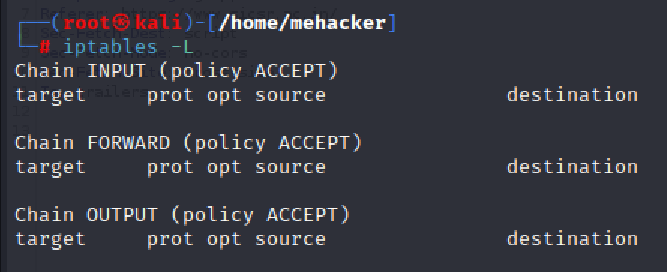 ┌──(root㉿kali)-[/home/mehacker]
└─# iptables -L
Chain INPUT (policy ACCEPT)
target     prot opt source               destination

Chain FORWARD (policy ACCEPT)
target     prot opt source               destination

Chain OUTPUT (policy ACCEPT)
target     prot opt source               destination